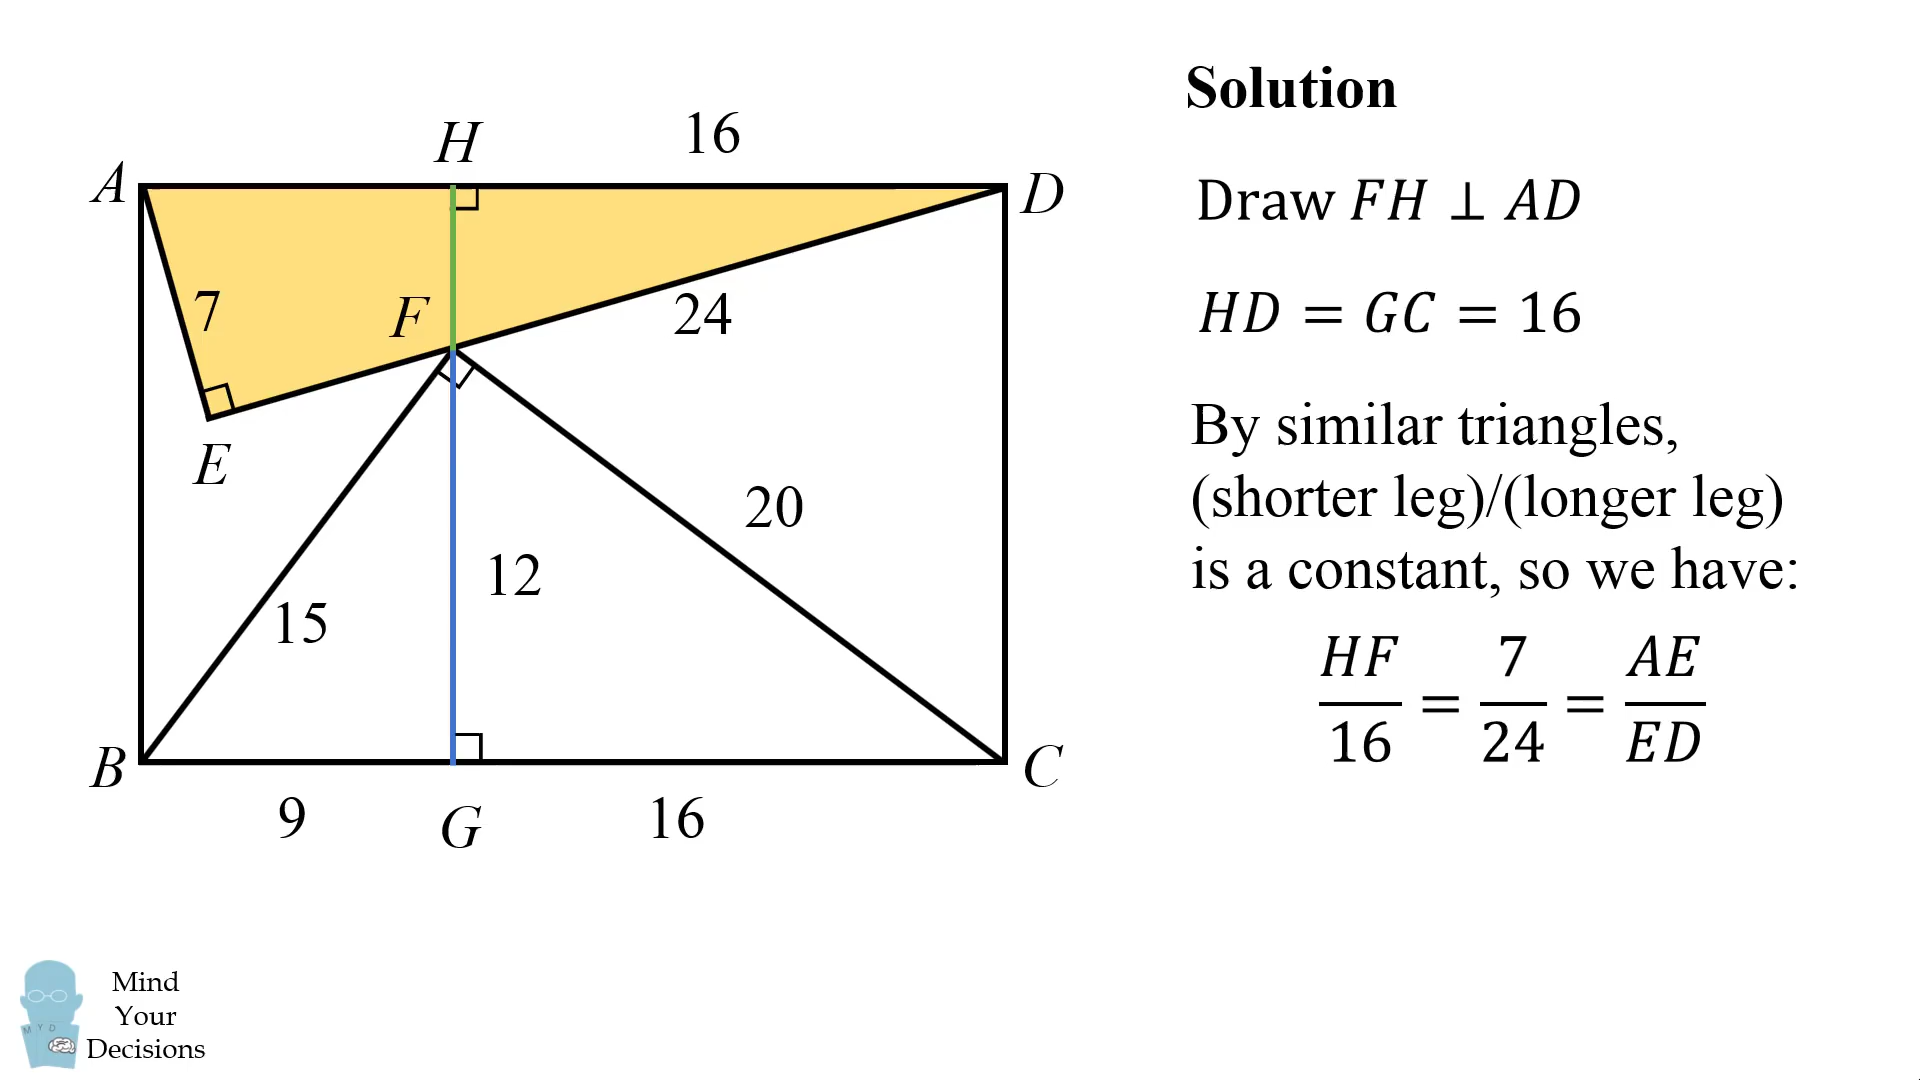 Solution
H
16
A
D
Draw FH ⊥ AD
7
F
24
HD = GC = 16
E
By similar triangles,
(shorter leg)/(longer leg)
is a constant, so we have:
20
12
15
HF/16 = 7/24 = AE/ED
B
C
9
G
16
Mind
Your
Decisions
M Y D